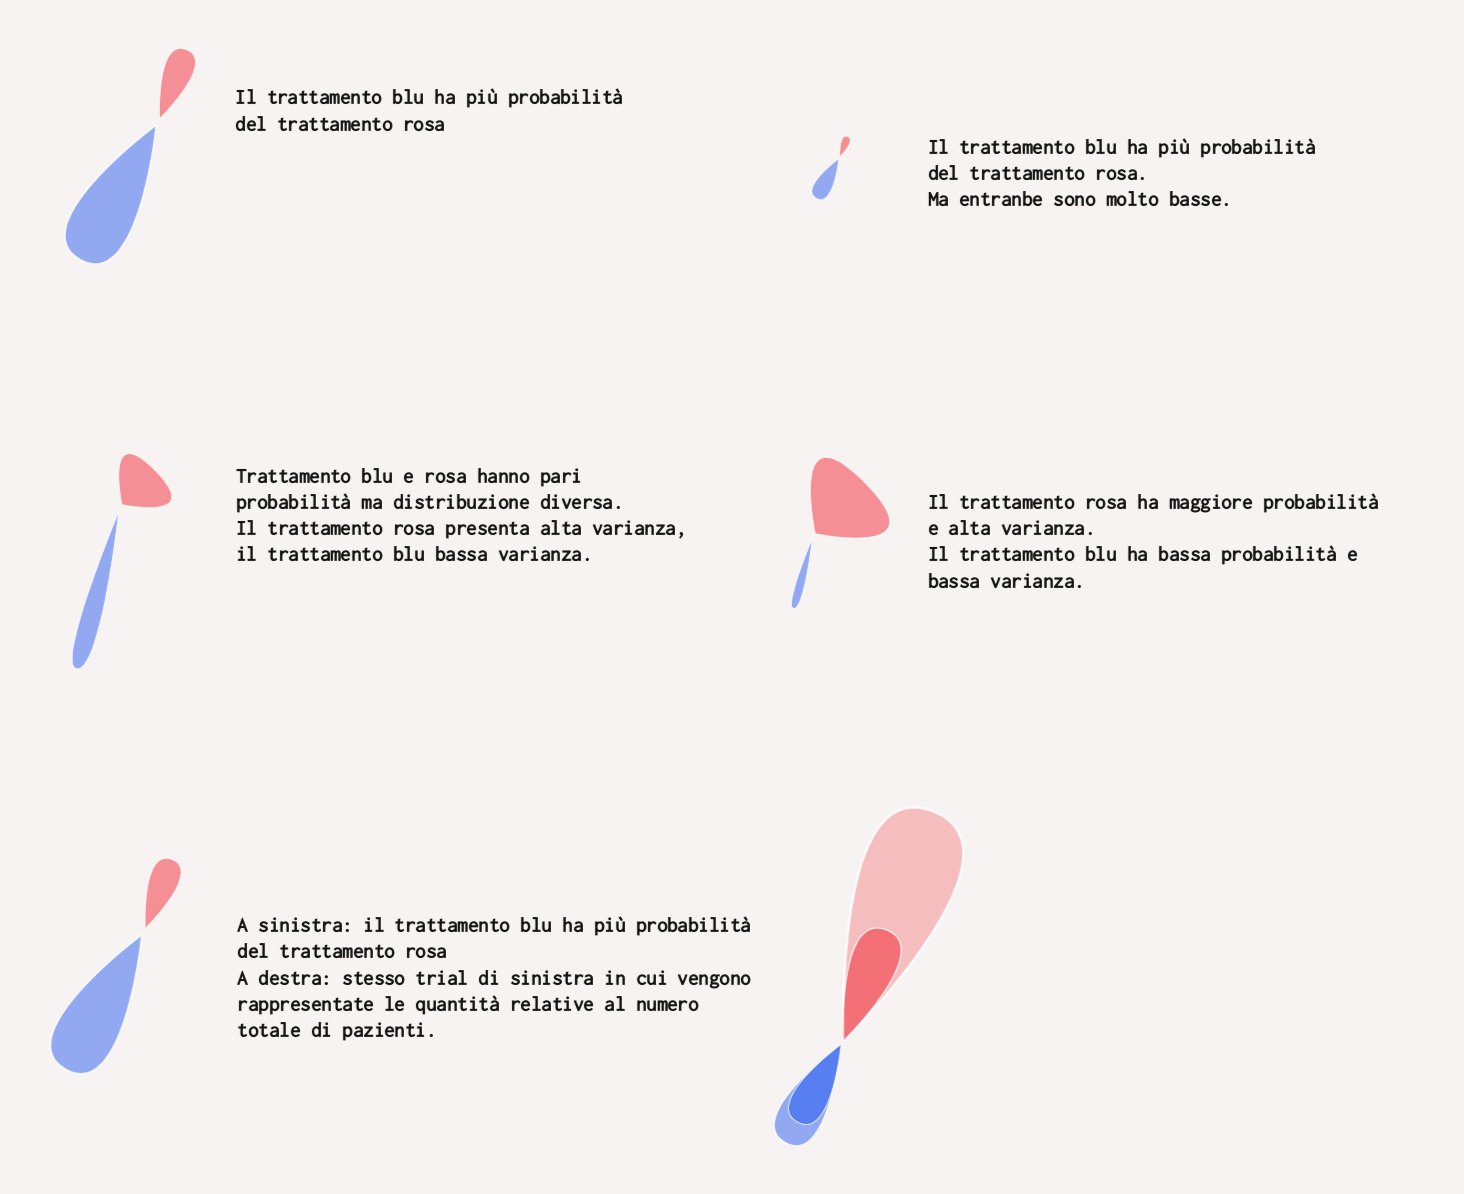 Il trattamento blu ha più probabilità
del trattamento rosa
Il trattamento blu ha più probabilità
del trattamento rosa.
Ma entranbe sono molto basse.
Trattamento blu e rosa hanno pari
probabilità ma distribuzione diversa.
Il trattamento rosa presenta alta varianza,
il trattamento blu bassa varianza.
Il trattamento rosa ha maggiore probabilità
e alta varianza.
Il trattamento blu ha bassa probabilità e
bassa varianza.
A sinistra: il trattamento blu ha più probabilità
del trattamento rosa
A destra: stesso trial di sinistra in cui vengono
rappresentate le quantità relative al numero
totale di pazienti.